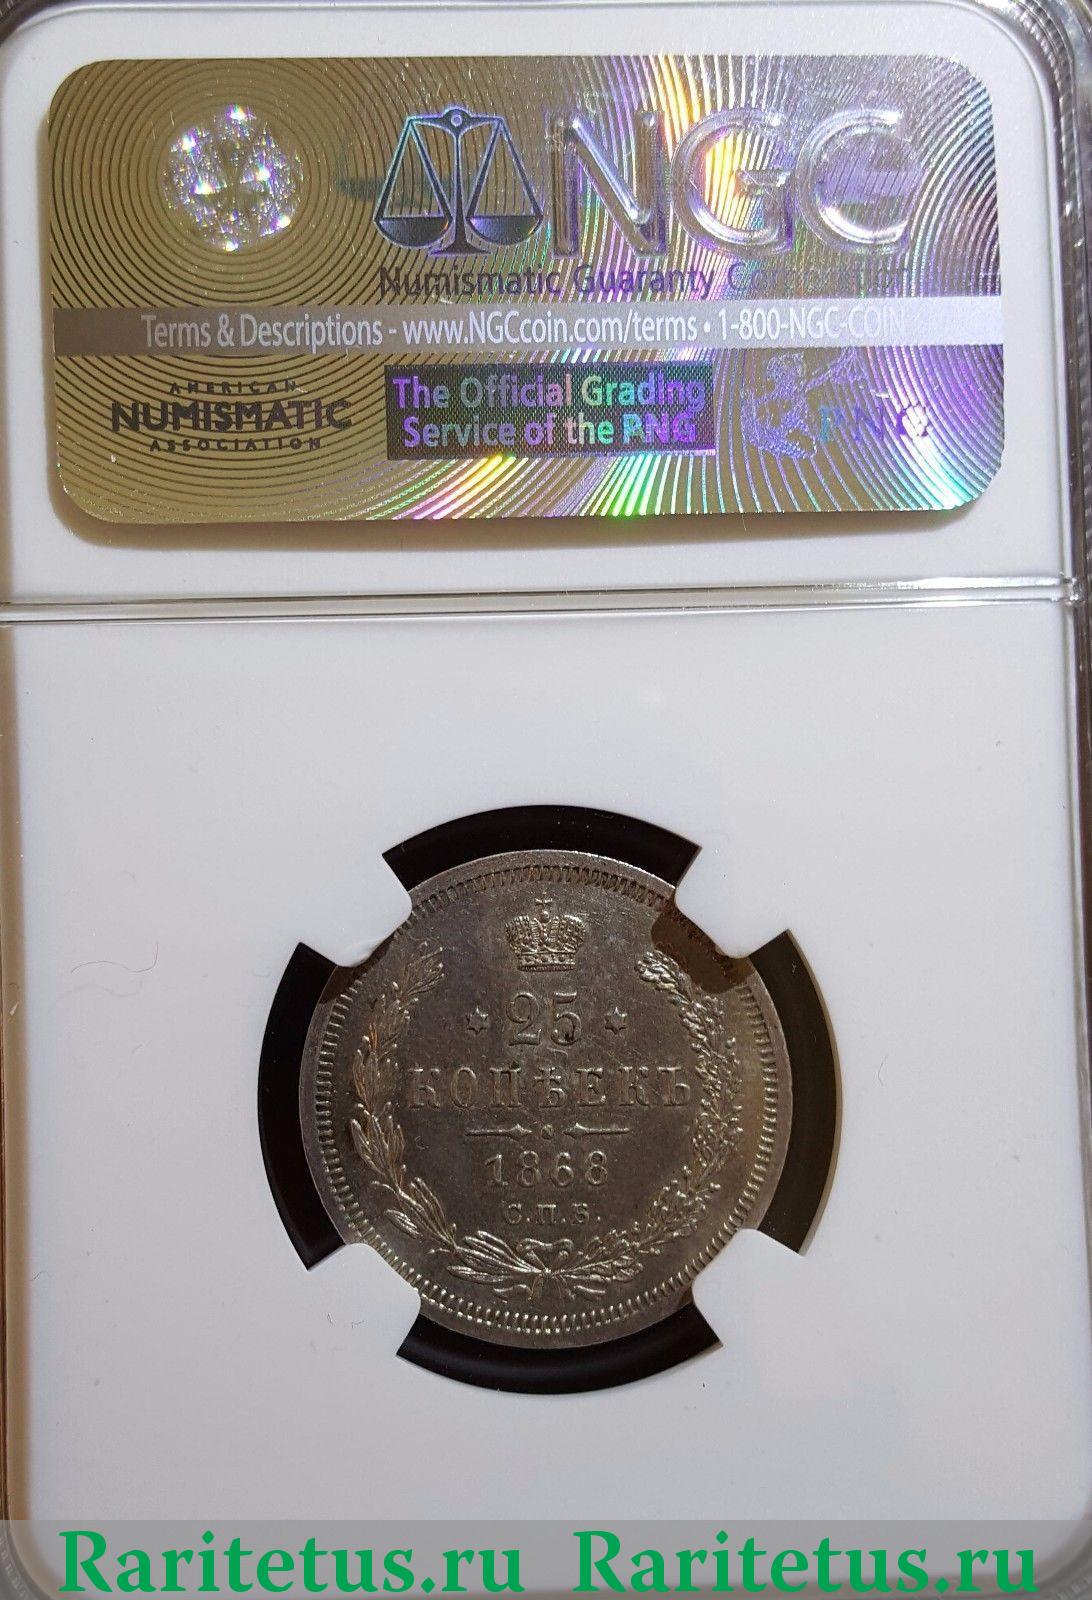 NGC
Numismatic Guaranty Corporation
Terms & Descriptions - www.NGCcoin.com/terms • 1-800-NGC-COIN
AMERICAN
NUMISMATIC
ASSOCIATION
The Official Grading
Service of the PNG
PNG
25
КОПѢЕКЪ
1868
С.П.Б.
Raritetus.ru Raritetus.ru